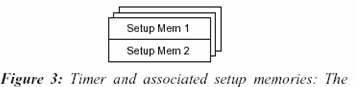 Setup Mem 1
Setup Mem 2
Figure 3: Timer and associated setup memories: The